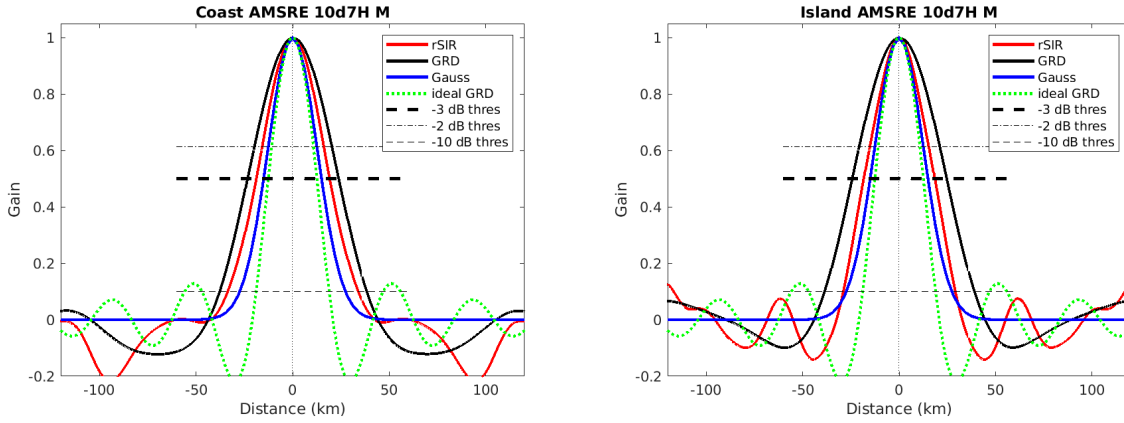 Coast AMSRE 10d7H M
1
0.8
0.6
0.4
0.2
0
-0.2
Gain
-100
-50
0
50
100
Distance (km)
rSIR
GRD
Gauss
ideal GRD
-3 dB thres
-2 dB thres
-10 dB thres
Island AMSRE 10d7H M
1
0.8
0.6
0.4
0.2
0
-0.2
Gain
-100
-50
0
50
100
Distance (km)
rSIR
GRD
Gauss
ideal GRD
-3 dB thres
-2 dB thres
-10 dB thres